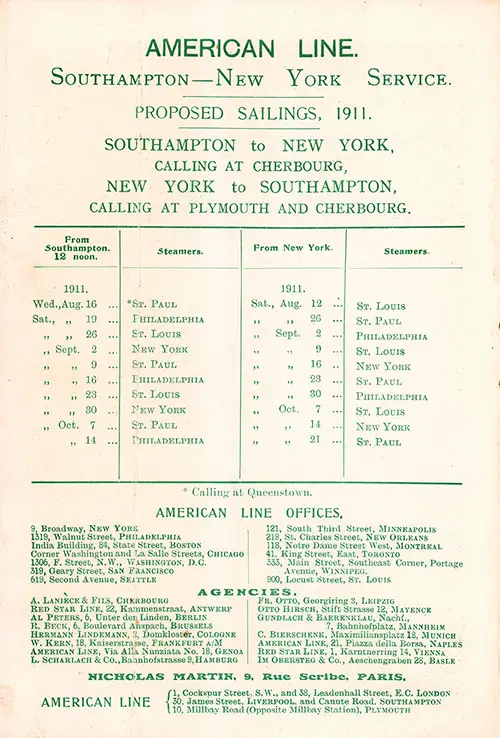 AMERICAN LINE.
SOUTHAMPTON—NEW YORK SERVICE.
PROPOSED SAILINGS, 1911.
SOUTHAMPTON to NEW YORK,
CALLING AT CHERBOURG,
NEW YORK to SOUTHAMPTON,
CALLING AT PLYMOUTH AND CHERBOURG.
From Southampton. 12 noon. Steamers. From New York. Steamers.
1911. 1911.
Wed., Aug. 16 ... *ST. PAUL Sat., Aug. 12 ... ST. LOUIS
Sat., „ 19 ... PHILADELPHIA „ „ 26 ... ST. PAUL
„ „ 26 ... ST. LOUIS „ Sept. 2 ... PHILADELPHIA
„ Sept. 2 ... NEW YORK „ „ 9 ... ST. LOUIS
„ „ 9 ... ST. PAUL „ „ 16 .. NEW YORK
„ „ 16 ... PHILADELPHIA „ „ 23 ... ST. PAUL
„ „ 23 ... ST. LOUIS „ „ 30 ... PHILADELPHIA
„ „ 30 ... NEW YORK „ Oct. 7 ... ST. LOUIS
„ Oct. 7 ... ST. PAUL „ „ 14 ... NEW YORK
„ 14 ... PHILADELPHIA „ „ 21 ... ST. PAUL
* Calling at Queenstown.
AMERICAN LINE OFFICES.
9, Broadway, NEW YORK
1319, Walnut Street, PHILADELPHIA
India Building, 84, State Street, BOSTON
Corner Washington and La Salle Streets, CHICAGO
1306, F. Street, N.W., WASHINGTON, D.C.
319, Geary Street, SAN FRANCISCO
619, Second Avenue, SEATTLE
121, South Third Street, MINNEAPOLIS
219, St. Charles Street, NEW ORLEANS
118, Notre Dame Street West, MONTREAL
41, King Street, East, TORONTO
333, Main Street, Southeast Corner, Portage
Avenue, WINNIPEG.
900, Locust Street, ST. LOUIS
AGENCIES.
A. LANIECE & FILS, CHERBOURG
RED STAR LINE, 22, Kammenstraat, ANTWERP
AL PETERS, 6, Unter den Linden, BERLIN
R. BECK, 6, Boulevard Anspach, BRUSSELS
HERMANN LINDEMANN, 2, Domkloster, COLOGNE
W. KERN, 18, Kaiserstrasse, FRANKFURT A/M
AMERICAN LINE, Via Alla Nunziata No. 18, GENOA
L. SCHARLACH & CO., Bahnhofstrasse 9, HAMBURG
FR. OTTO, Georgiring 3, LEIPZIG
OTTO HIRSCH, Stift Strasse 12, MAYENCE
GUNDLACH & BAERENKLAU, Nachf.,
7, Bahnhofplatz, MANNHEIM
C. BIERSCHENK, Maximiliansplatz 18, MUNICH
AMERICAN LINE, 21, Piazza della Borsa, NAPLES
RED STAR LINE, 1, Karntnerring 14, VIENNA
IM OBERSTEG & CO., Aeschengraben 28, BASLE
NICHOLAS MARTIN, 9, Rue Scribe, PARIS,
AMERICAN LINE
1, Cockspur Street, S.W., and 38, Leadenhall Street, E.C. LONDON
30, James Street, LIVERPOOL, and Canute Road, SOUTHAMPTON
10, Millbay Road (Opposite Millbay Station), PLYMOUTH